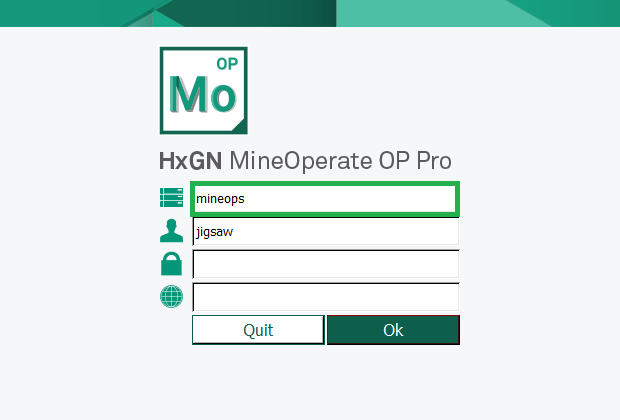 OP
Mo
HxGN MineOperate OP Pro
mineops
jigsaw
Quit Ok